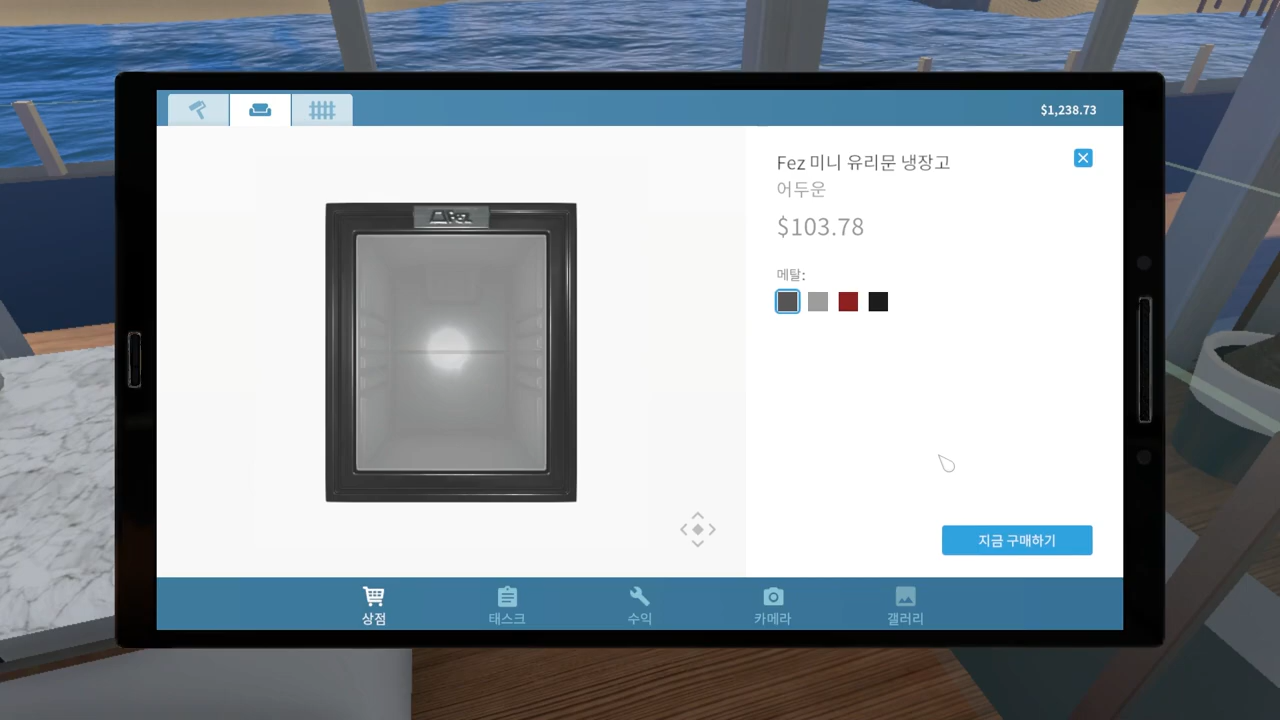 $1,238.73
Fez 미니 유리문 냉장고
어두운
$103.78
메탈:
지금 구매하기
상점
태스크
수익
카메라
갤러리